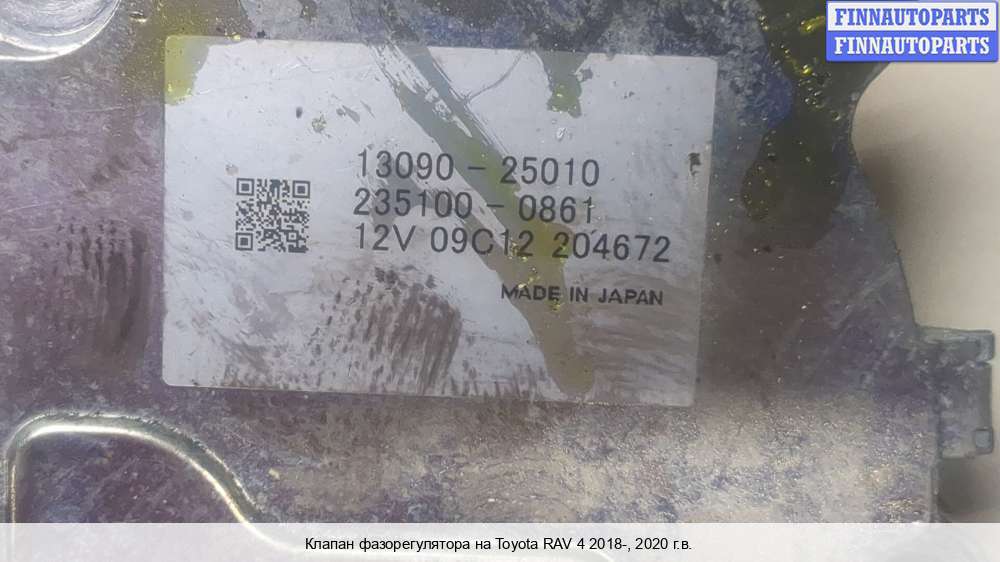 FINNAUTOPARTS
FINNAUTOPARTS
13090 - 25010
235100 - 0861
12V 09C12 204672
MADE IN JAPAN
Клапан фазорегулятора на Toyota RAV 4 2018-, 2020 г.в.